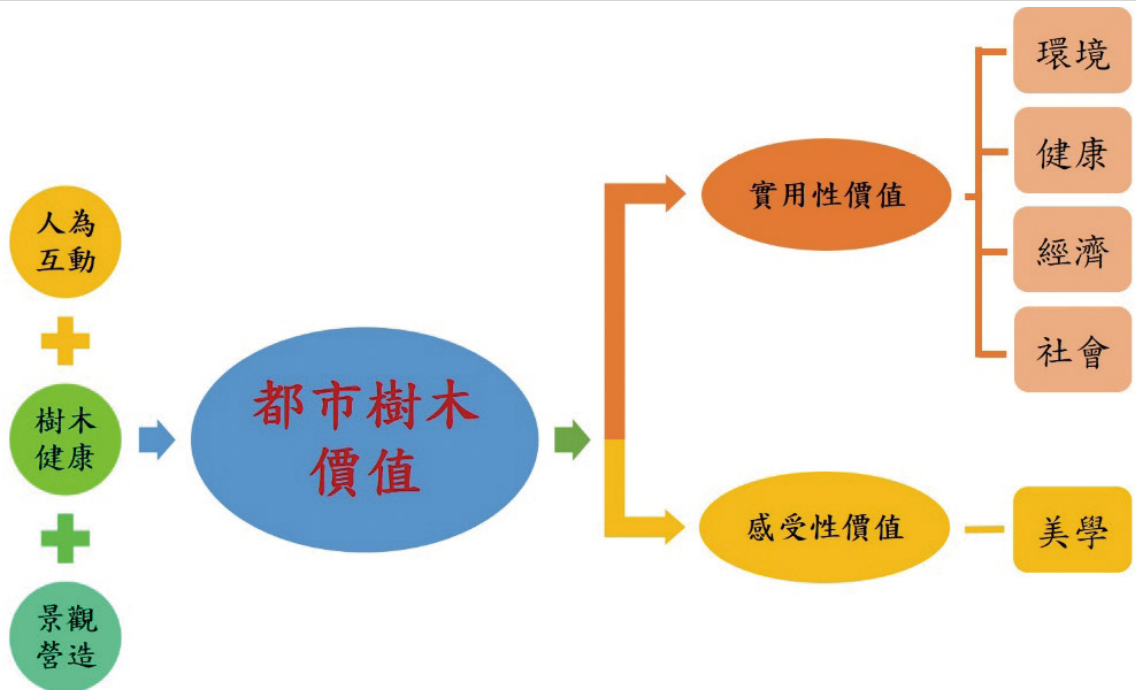 人為
互動
樹木
健康
景觀
營造
都市樹木
價值
實用性價值
環境
健康
經濟
社會
感受性價值
美學